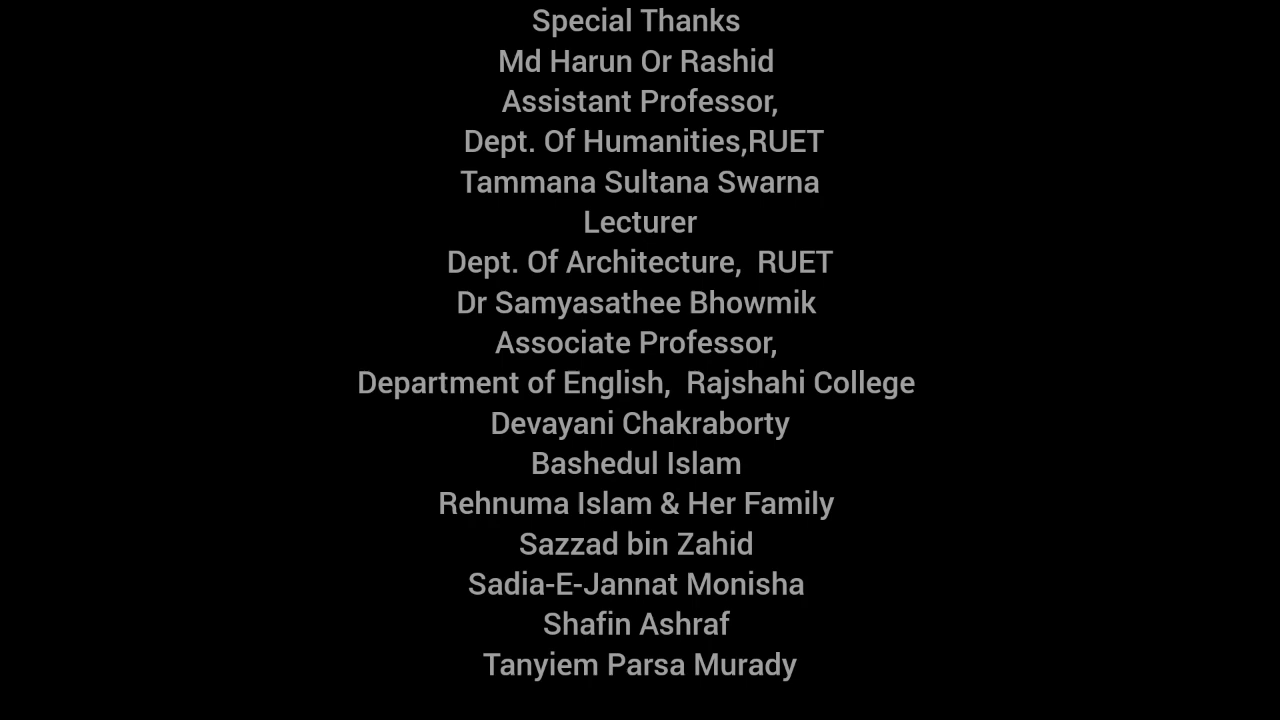 Special Thanks
Md Harun Or Rashid
Assistant Professor,
Dept. Of Humanities,RUET
Tammana Sultana Swarna
Lecturer
Dept. Of Architecture,  RUET
Dr Samyasathee Bhowmik
Associate Professor,
Department of English,  Rajshahi College
Devayani Chakraborty
Bashedul Islam
Rehnuma Islam & Her Family
Sazzad bin Zahid
Sadia-E-Jannat Monisha
Shafin Ashraf
Tanyiem Parsa Murady